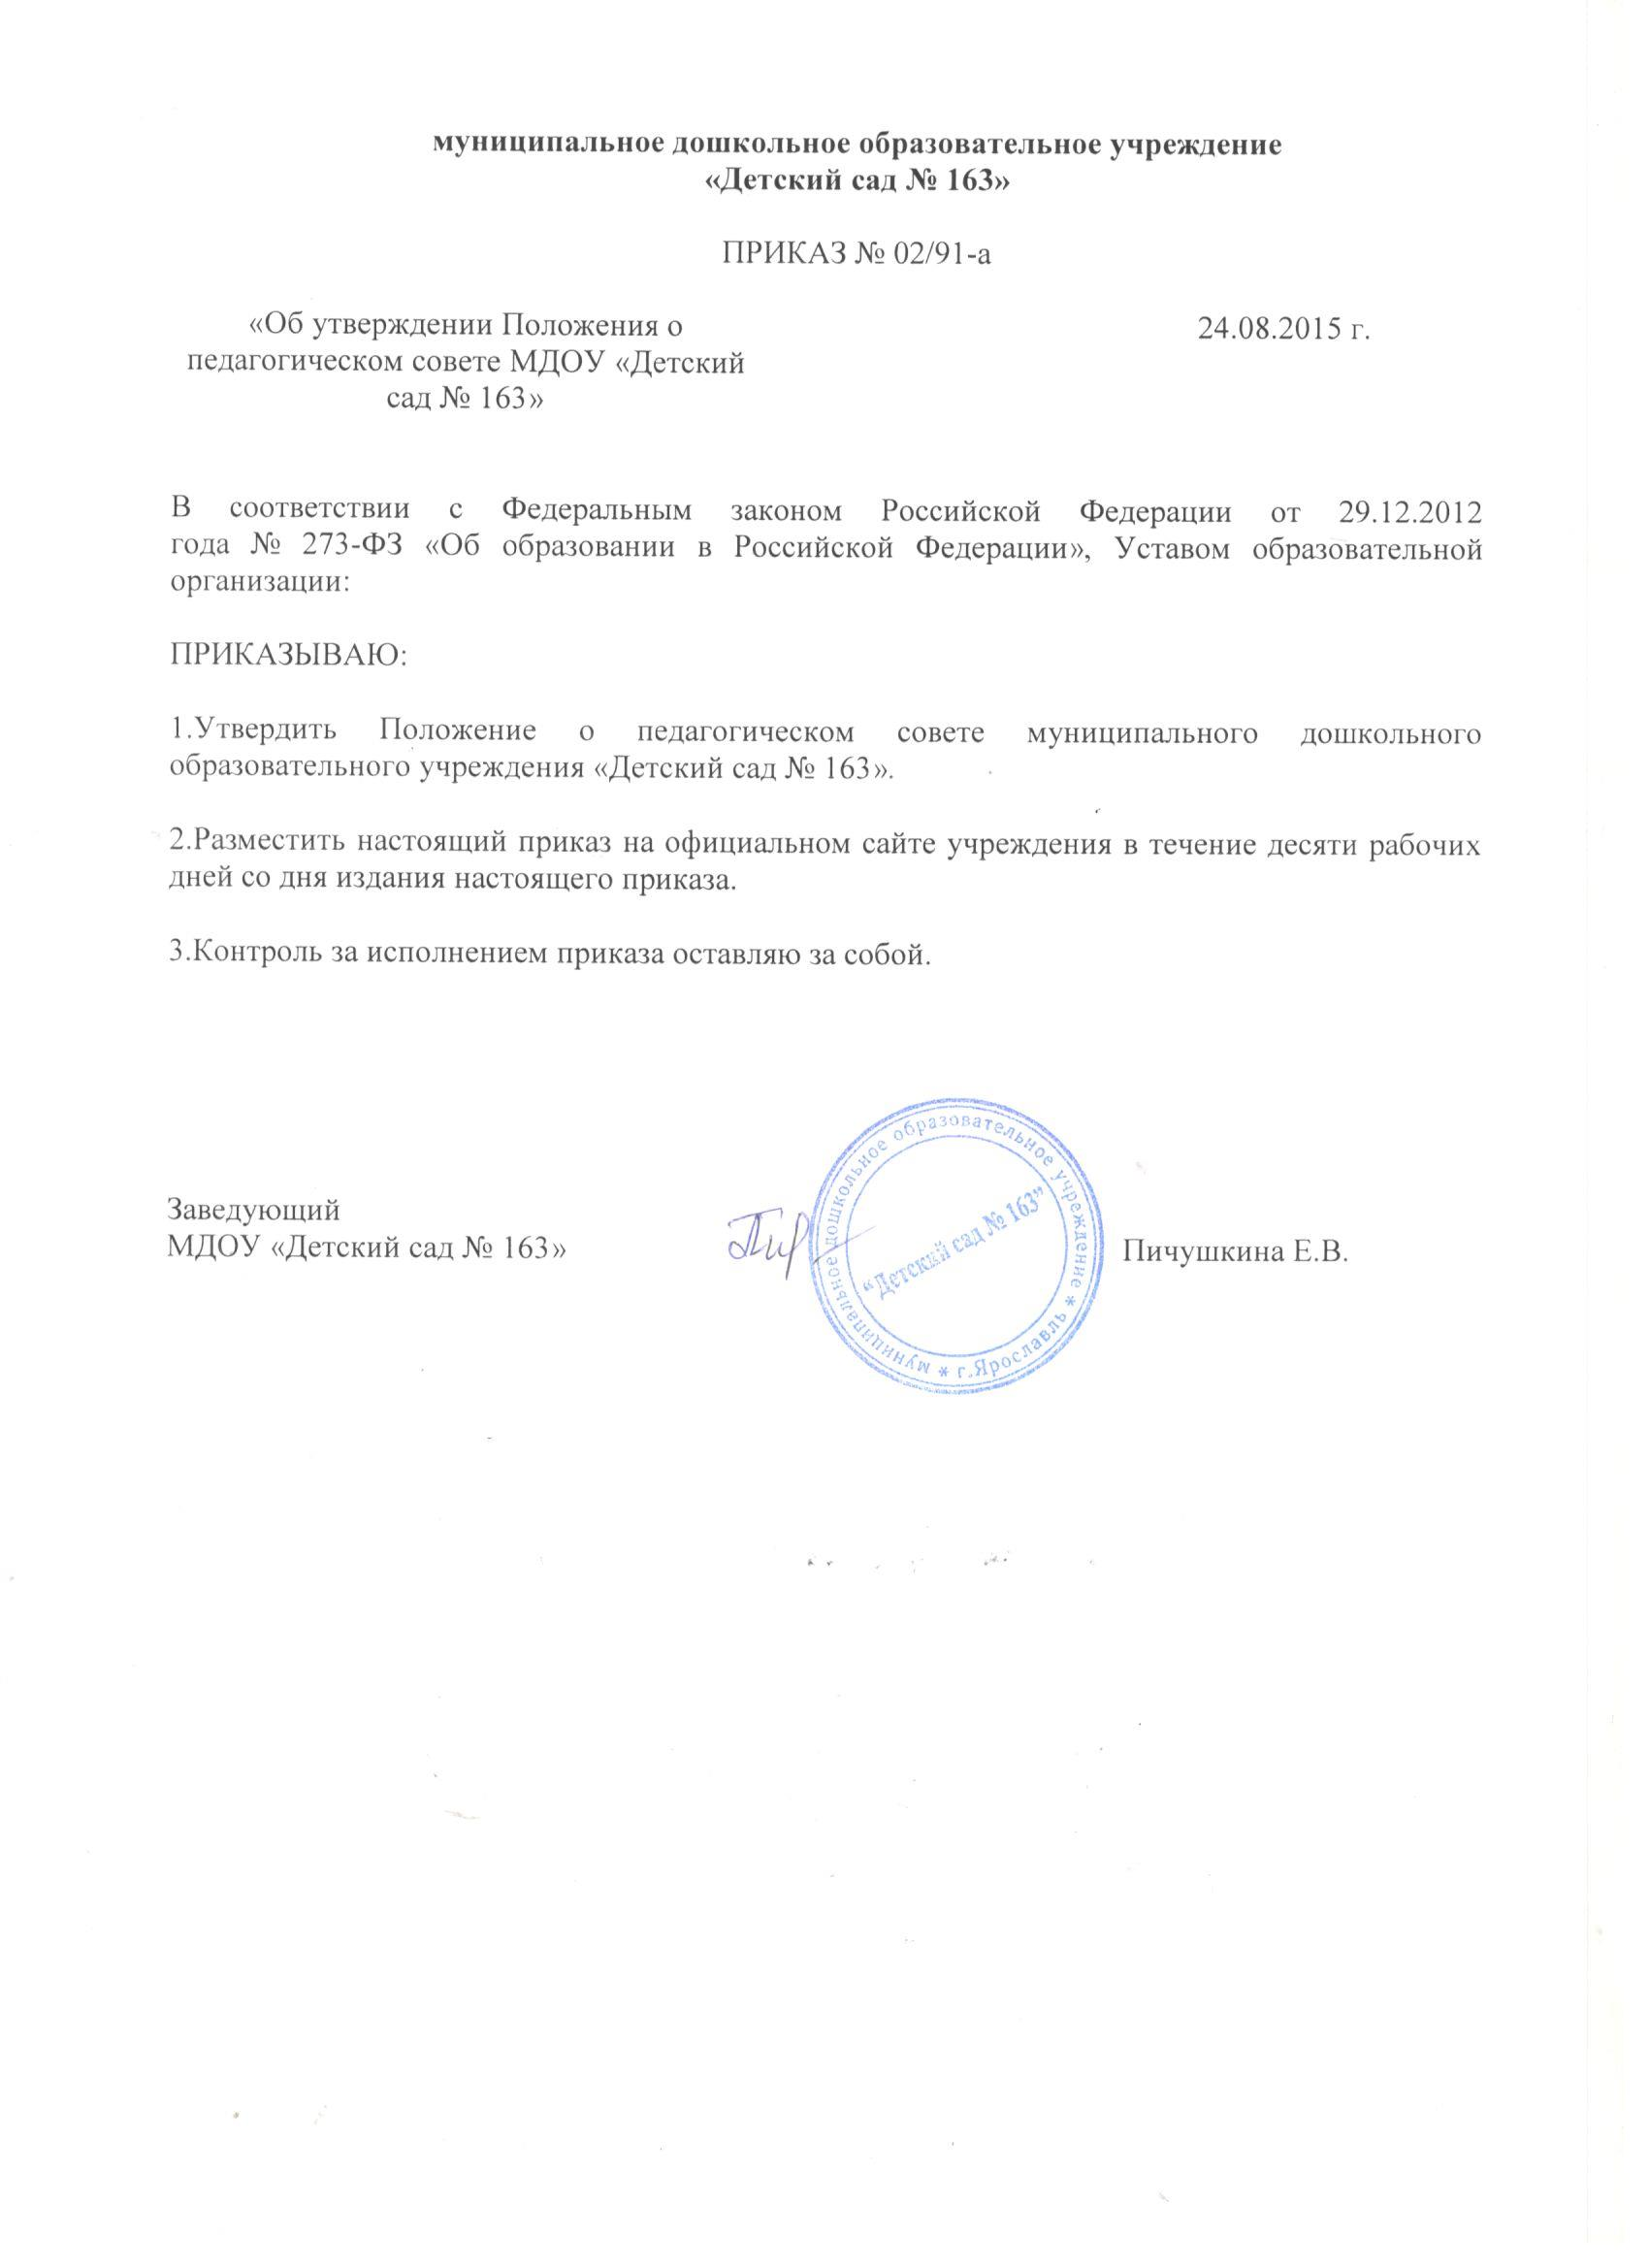 муниципальное дошкольное образовательное учреждение
«Детский сад № 163»
ПРИКАЗ № 02/91-а
«Об утверждении Положения о
педагогическом совете МДОУ «Детский
сад № 163»
24.08.2015 г.
В соответствии с Федеральным законом Российской Федерации от 29.12.2012
года № 273-ФЗ «Об образовании в Российской Федерации», Уставом образовательной
организации:
ПРИКАЗЫВАЮ:
1.Утвердить Положение о педагогическом совете муниципального дошкольного
образовательного учреждения «Детский сад № 163».
2.Разместить настоящий приказ на официальном сайте учреждения в течение десяти рабочих
дней со дня издания настоящего приказа.
3.Контроль за исполнением приказа оставляю за собой.
Заведующий
МДОУ «Детский сад № 163»
Пичушкина Е.В.
* муниципальное дошкольное образовательное учреждение * г.Ярославль
“Детский сад № 163”